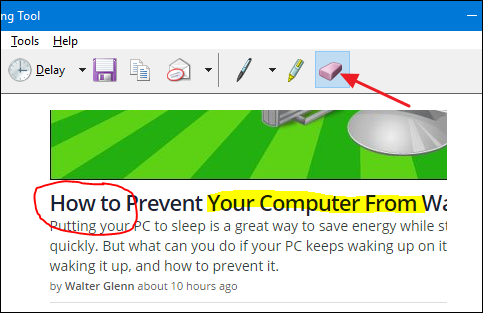 ng Tool
Tools Help
Delay
How to Prevent Your Computer From Wa
Putting your PC to sleep is a great way to save energy while st
quickly. But what can you do if your PC keeps waking up on it
waking it up, and how to prevent it.
by Walter Glenn about 10 hours ago